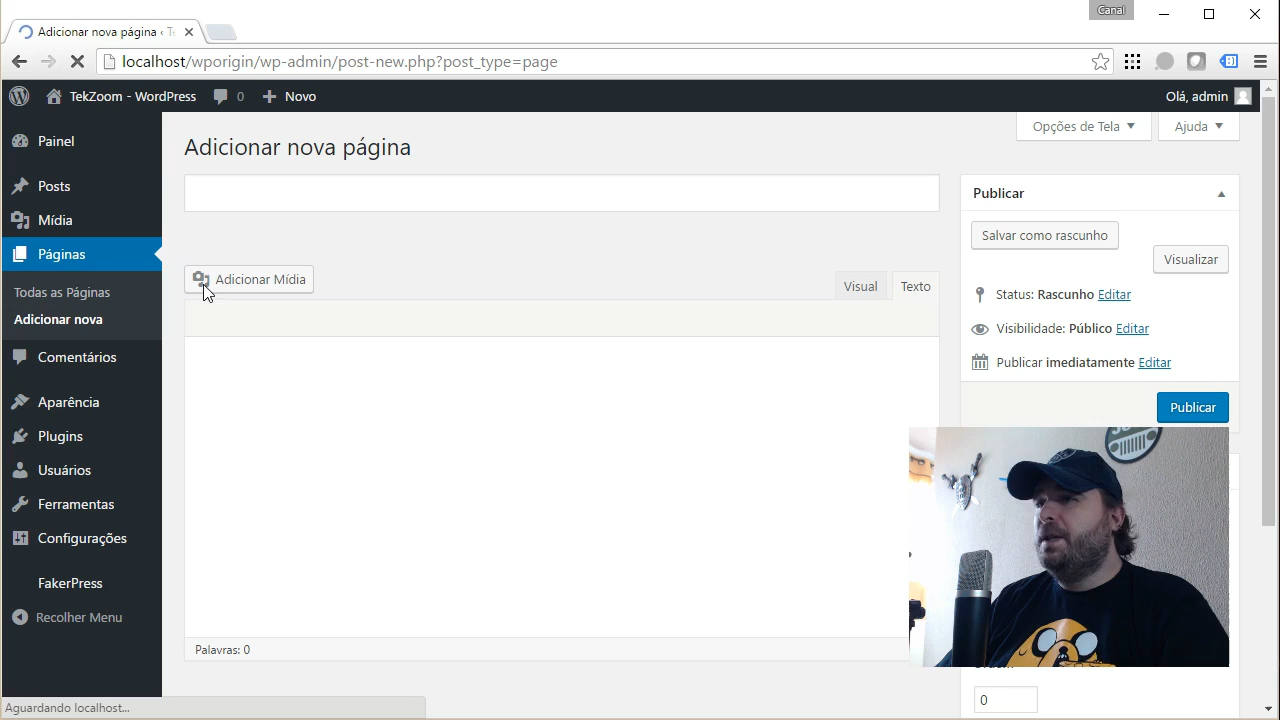 Canal
Adicionar nova página ‹ Te
localhost/wporigin/wp-admin/post-new.php?post_type=page
TekZoom - WordPress
0
Novo
Olá, admin
Opções de Tela
Ajuda
Painel
Posts
Mídia
Páginas
Todas as Páginas
Adicionar nova
Comentários
Aparência
Plugins
Usuários
Ferramentas
Configurações
FakerPress
Recolher Menu
Adicionar nova página
Adicionar Mídia
Visual
Texto
Palavras: 0
Publicar
Salvar como rascunho
Visualizar
Status: Rascunho Editar
Visibilidade: Público Editar
Publicar imediatamente Editar
Publicar
0
Aguardando localhost...